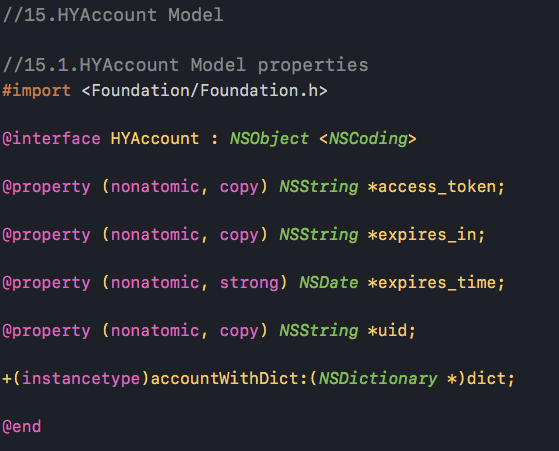 //15.HYAccount Model
//15.1.HYAccount Model properties
#import <Foundation/Foundation.h>
@interface HYAccount : NSObject <NSCoding>
@property (nonatomic, copy) NSString *access_token;
@property (nonatomic, copy) NSString *expires_in;
@property (nonatomic, strong) NSDate *expires_time;
@property (nonatomic, copy) NSString *uid;
+(instancetype)accountWithDict:(NSDictionary *)dict;
@end